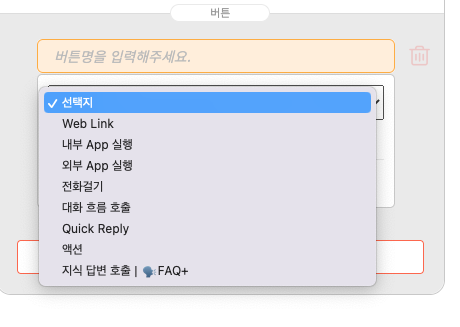 버튼
버튼명을 입력해주세요.
선택지
Web Link
내부 App 실행
외부 App 실행
전화걸기
대화 흐름 호출
Quick Reply
액션
지식 답변 호출 | 🗣️FAQ+